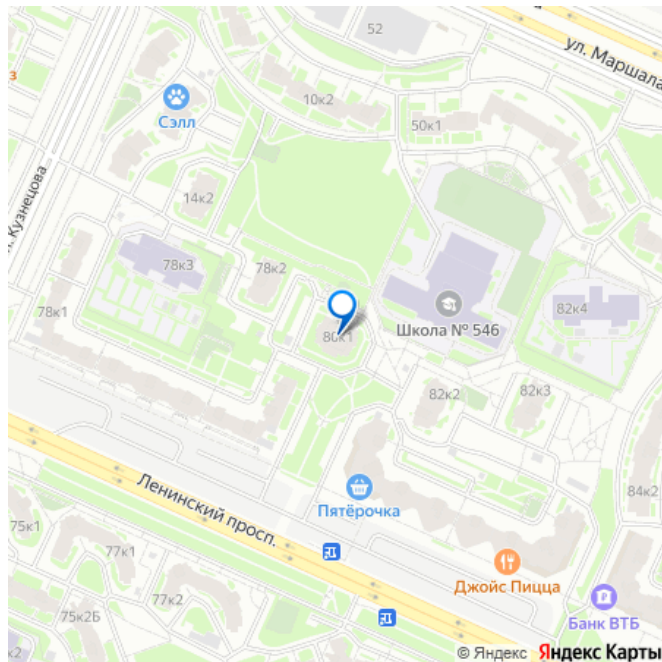 52
ул. Маршала
з
10к2
Сэлл
50к1
Кузнецова
14к2
78к3
78к2
82к4
78к1
80к1
Школа № 546
82к2
82к3
Ленинский просп.
Пятёрочка
84к2
75к1
77к1
Джойс Пицца
77к2
Банк ВТБ
75к2Б
© Яндекс Яндекс Карты